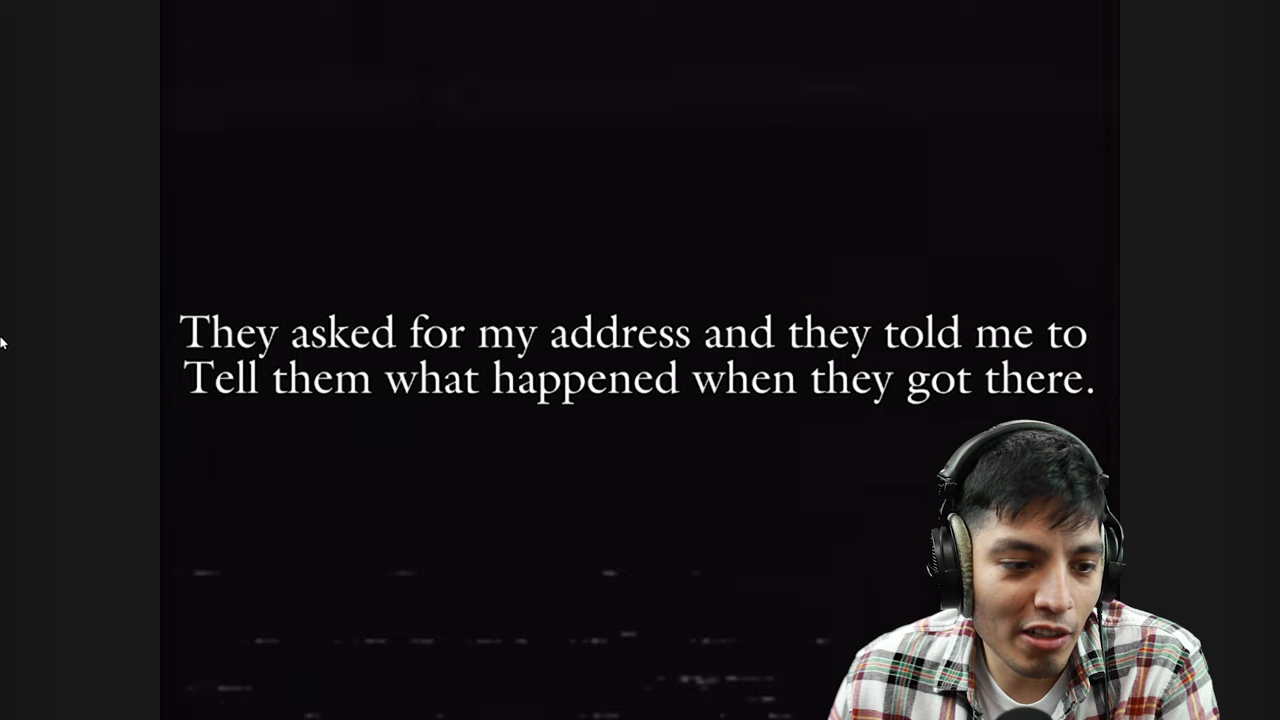 They asked for my address and they told me to
Tell them what happened when they got there.